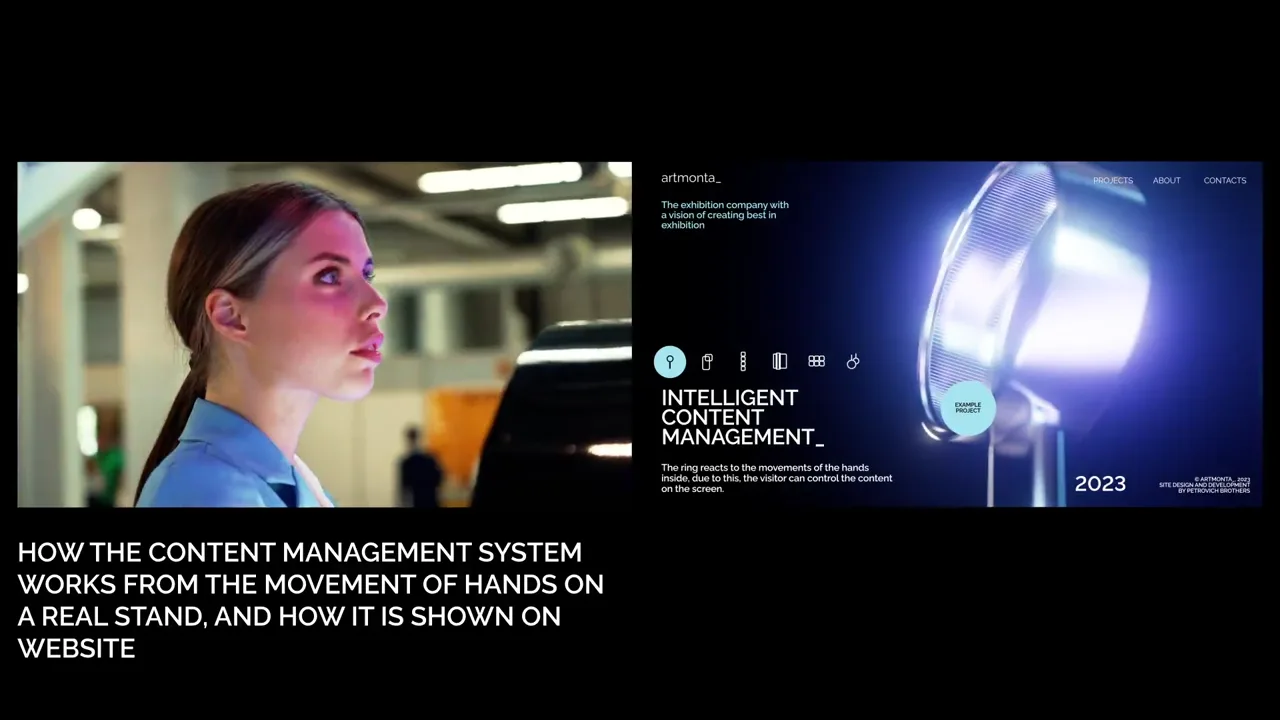 artmonta_
PROJECTS ABOUT CONTACTS
The exhibition company with
a vision of creating best in
exhibition
EXAMPLE
PROJECT
INTELLIGENT
CONTENT
MANAGEMENT_
The ring reacts to the movements of the hands
inside, due to this, the visitor can control the content
on the screen.
2023
© ARTMONTA_ 2023
SITE DESIGN AND DEVELOPMENT
BY PETROVICH BROTHERS
HOW THE CONTENT MANAGEMENT SYSTEM
WORKS FROM THE MOVEMENT OF HANDS ON
A REAL STAND, AND HOW IT IS SHOWN ON
WEBSITE